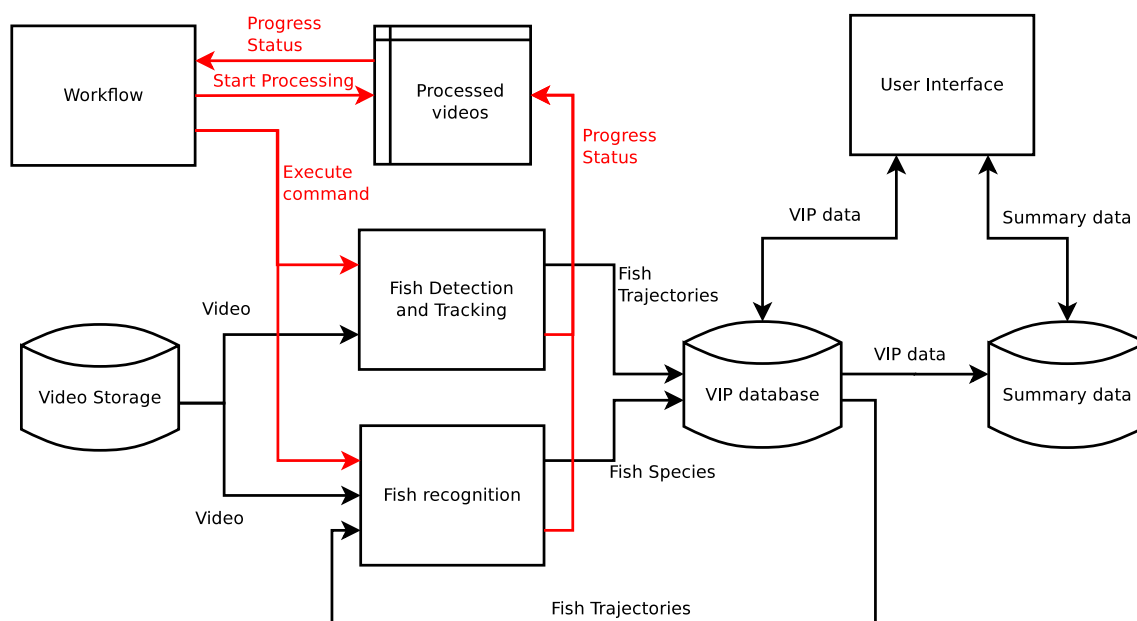 Progress
Status
Start Processing
Workflow
Processed
videos
User Interface
Execute
command
Progress
Status
VIP data
Summary data
Fish Detection
and Tracking
Fish
Trajectories
Video
Video Storage
VIP database
VIP data
Summary data
Fish recognition
Fish Species
Video
Fish Trajectories